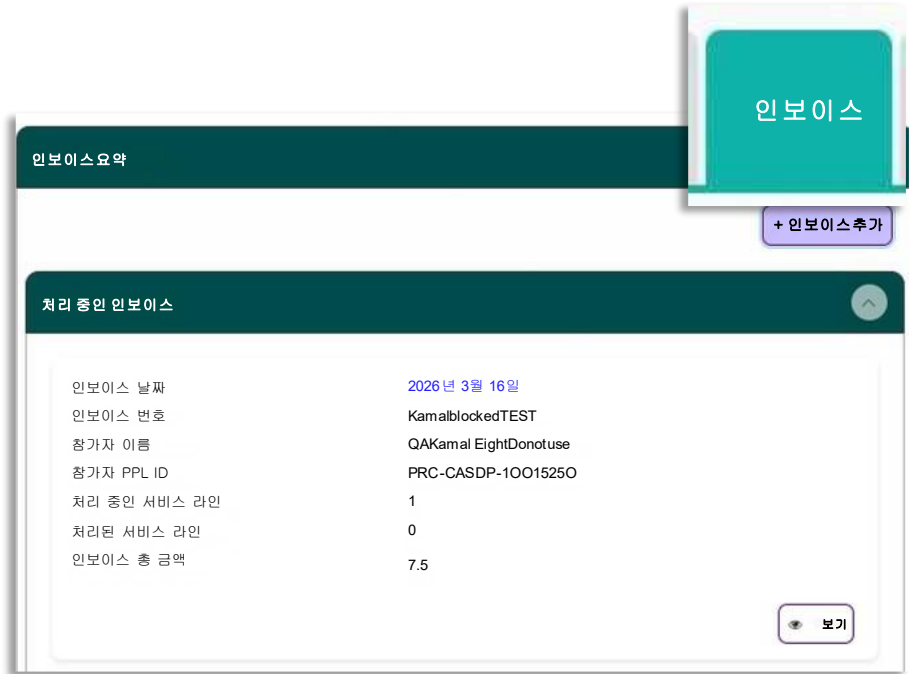 인보이스
인보이스요약
+ 인보이스추가
처리 중인 인보이스
인보이스 날짜 2026년 3월 16일
인보이스 번호 KamalblockedTEST
참가자 이름 QAKamal EightDonotuse
참가자 PPL ID PRC-CASDP-1OO1525O
처리 중인 서비스 라인 1
처리된 서비스 라인 0
인보이스 총 금액 7.5
보기